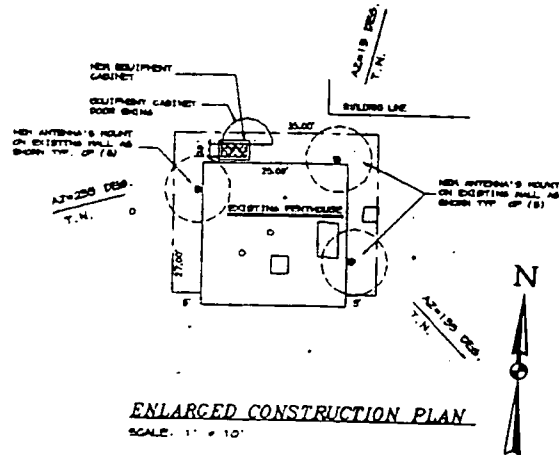 AZ=15 DEG.
T.N.
NEW EQUIPMENT
CABINET
EQUIPMENT CABINET
DOOR SWING
BUILDING LINE
35.00'
NEW ANTENNA'S MOUNT
ON EXISTING WALL AS
SHOWN TYP. OF (3)
25.00'
NEW ANTENNA'S MOUNT
ON EXISTING WALL AS
SHOWN TYP. OF (3)
AZ=255 DEG.
T.N.
EXISTING PENTHOUSE
27.00'
5'
5'
AZ=135 DEG.
T.N.
N
ENLARGED CONSTRUCTION PLAN
SCALE: 1" = 10'